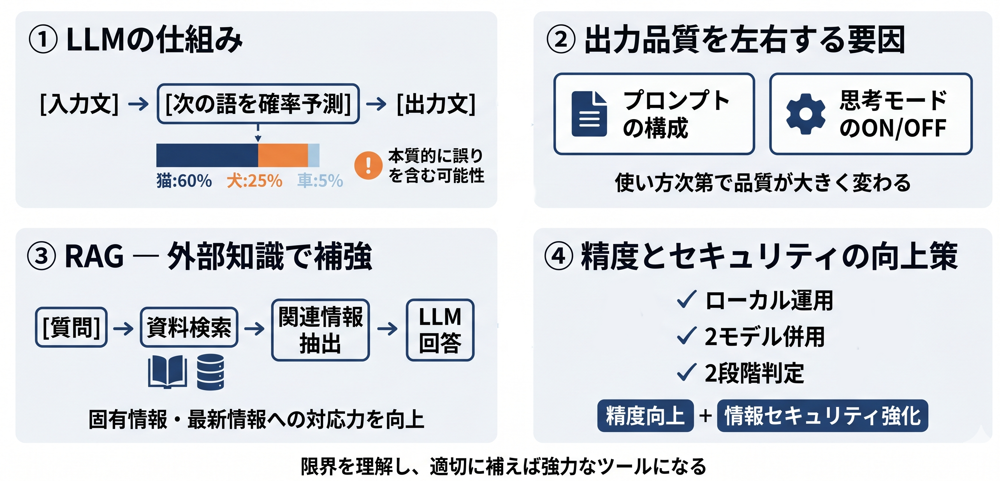 ① LLMの仕組み
[入力文] → [次の語を確率予測] → [出力文]
猫:60% 犬:25% 車:5%
! 本質的に誤り
を含む可能性
② 出力品質を左右する要因
プロンプト
の構成
思考モード
のON/OFF
使い方次第で品質が大きく変わる
③ RAG — 外部知識で補強
[質問] → 資料検索 → 関連情報
抽出 → LLM
回答
固有情報・最新情報への対応力を向上
④ 精度とセキュリティの向上策
✓ ローカル運用
✓ 2モデル併用
✓ 2段階判定
精度向上 + 情報セキュリティ強化
限界を理解し、適切に補えば強力なツールになる